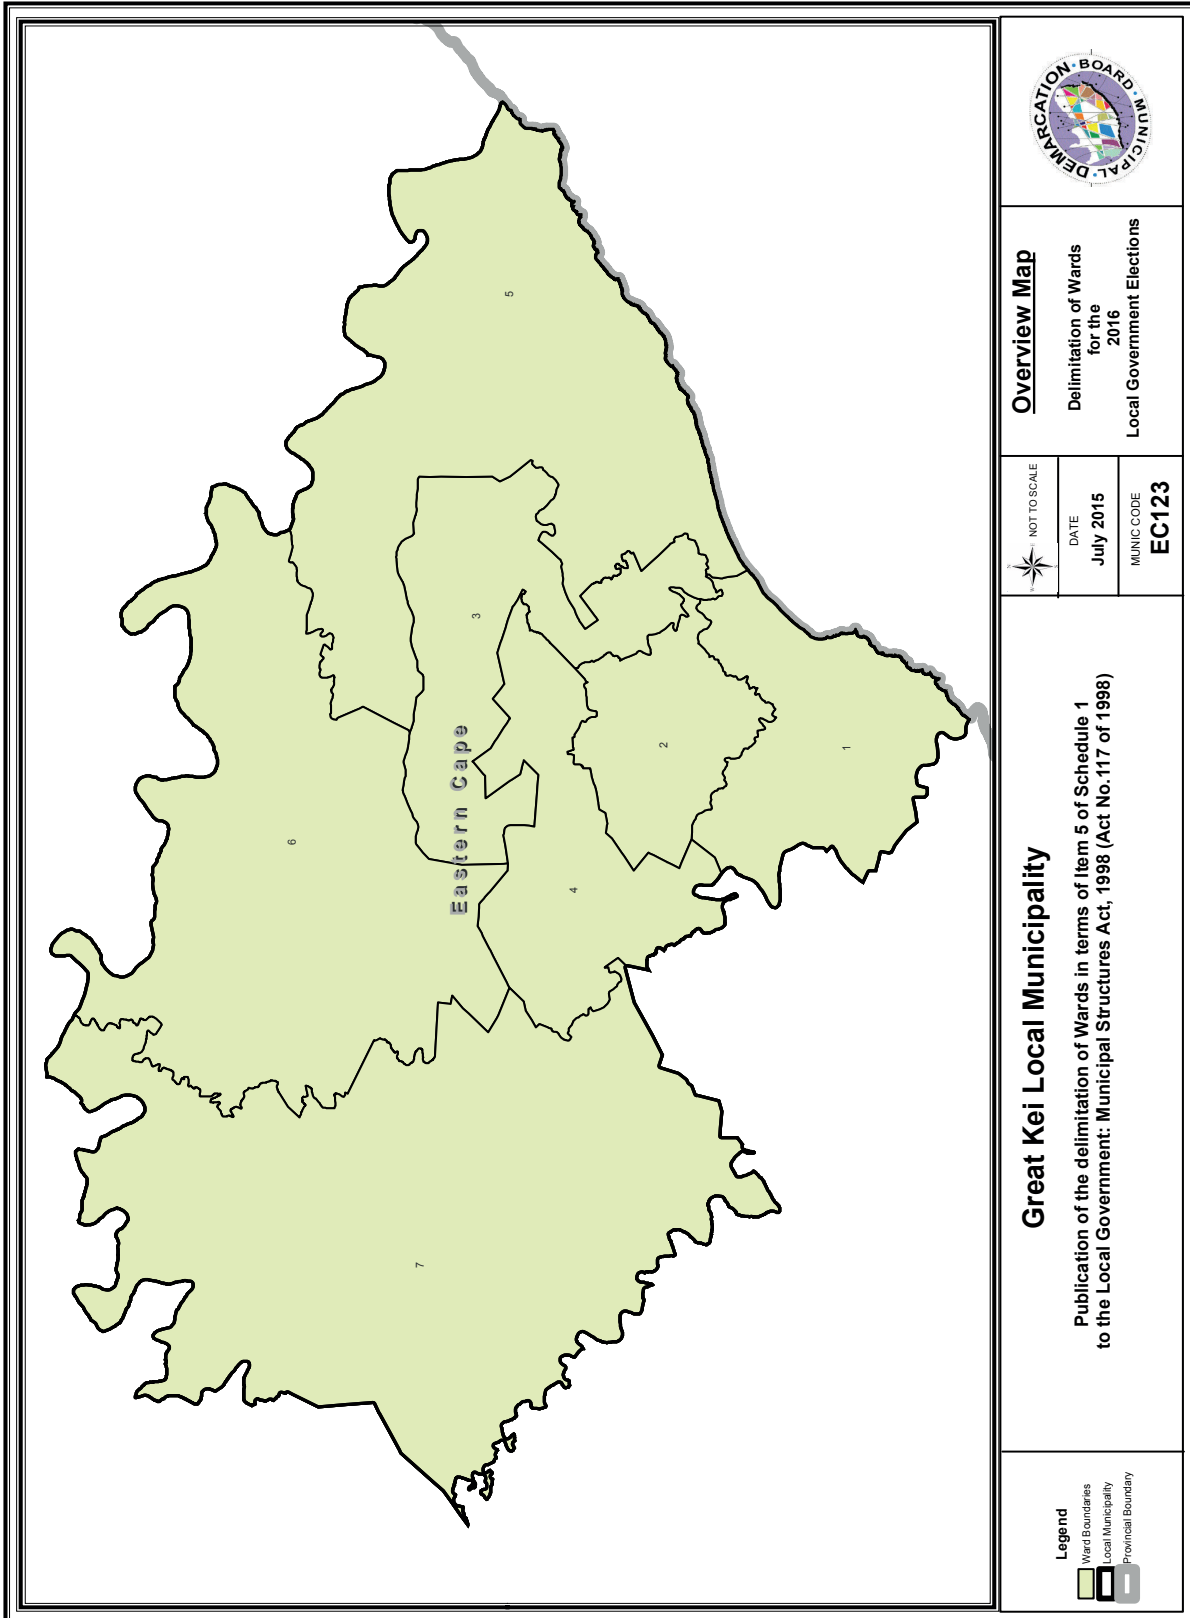 5
3
6
Eastern Cape
2
1
4
7
Legend
Ward Boundaries
Local Municipality
Provincial Boundary
Great Kei Local Municipality
Publication of the delimitation of Wards in terms of Item 5 of Schedule 1
to the Local Government: Municipal Structures Act, 1998 (Act No.117 of 1998)
NOT TO SCALE
DATE
July 2015
MUNIC CODE
EC123
Overview Map
Delimitation of Wards
for the
2016
Local Government Elections
MUNICIPAL • DEMARCATION • BOARD •